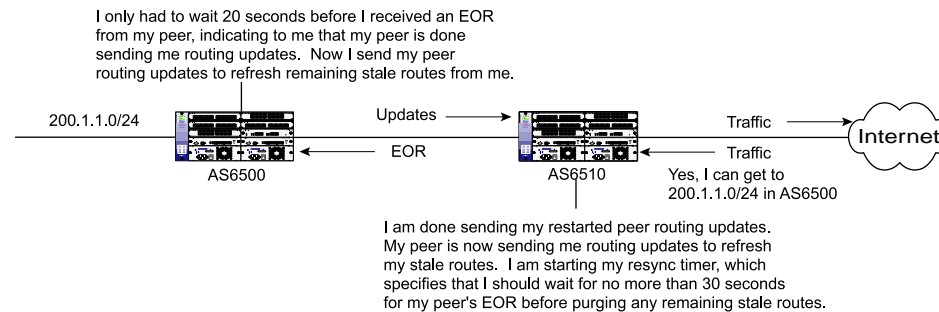 I only had to wait 20 seconds before I received an EOR
from my peer, indicating to me that my peer is done
sending me routing updates. Now I send my peer
routing updates to refresh remaining stale routes from me.
200.1.1.0/24
Updates
Traffic
Internet
EOR
Traffic
AS6500
AS6510
Yes, I can get to
200.1.1.0/24 in AS6500
I am done sending my restarted peer routing updates.
My peer is now sending me routing updates to refresh
my stale routes. I am starting my resync timer, which
specifies that I should wait for no more than 30 seconds
for my peer's EOR before purging any remaining stale routes.